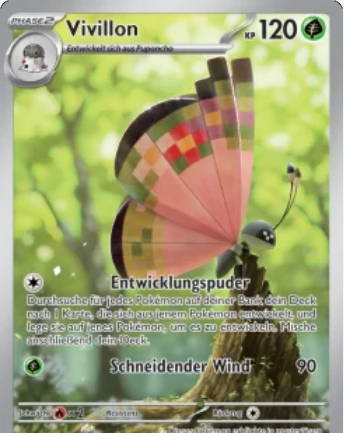 PHASE 2
Vivillon
KP 120
Entwickelt sich aus Puponcho
Entwicklungspuder
Durchsuche für jedes Pokémon auf deiner Bank dein Deck
nach 1 Karte, die sich aus jenem Pokémon entwickelt, und
lege sie auf jenes Pokémon, um es zu entwickeln. Mische
anschließend dein Deck.
Schneidender Wind 90
Schwäche x2 Resistenz Rückzug